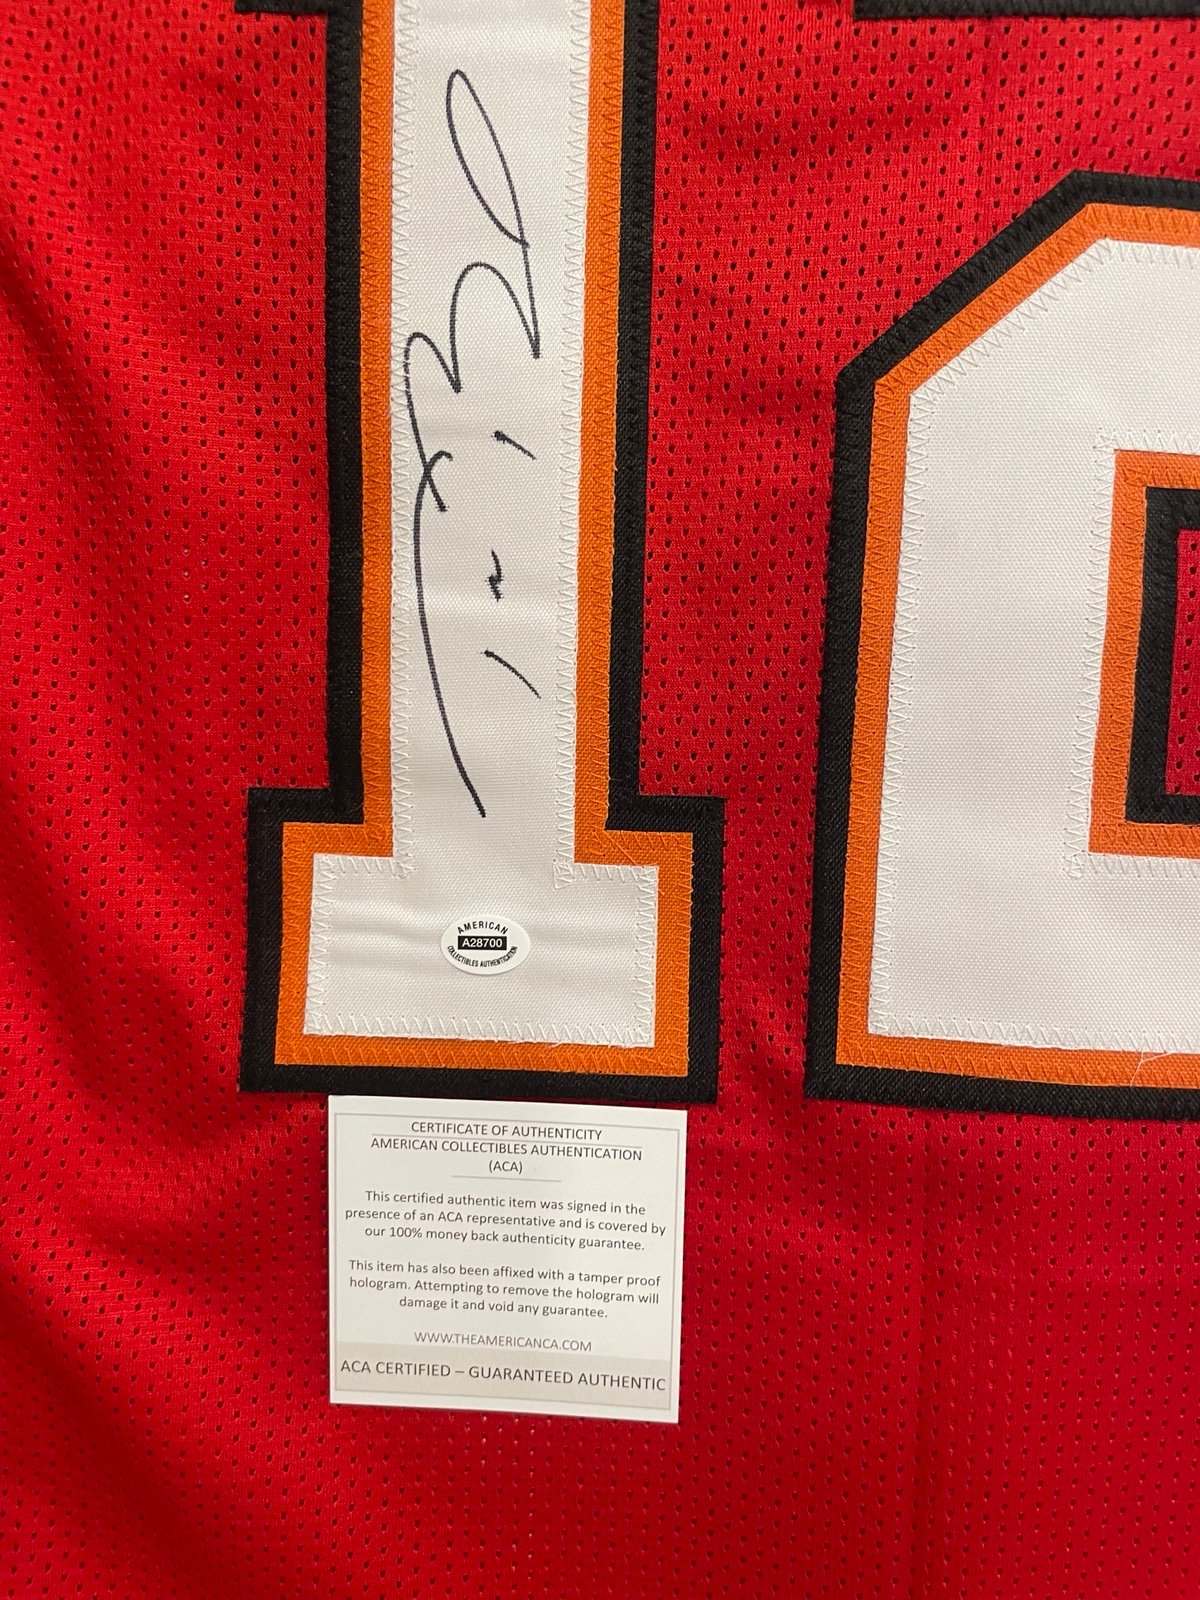 1
AMERICAN
A28700
COLLECTIBLES AUTHENTICATION
CERTIFICATE OF AUTHENTICITY
AMERICAN COLLECTIBLES AUTHENTICATION
(ACA)
This certified authentic item was signed in the
presence of an ACA representative and is covered by
our 100% money back authenticity guarantee.
This item has also been affixed with a tamper proof
hologram. Attempting to remove the hologram will
damage it and void any guarantee.
WWW.THEAMERICANCA.COM
ACA CERTIFIED – GUARANTEED AUTHENTIC